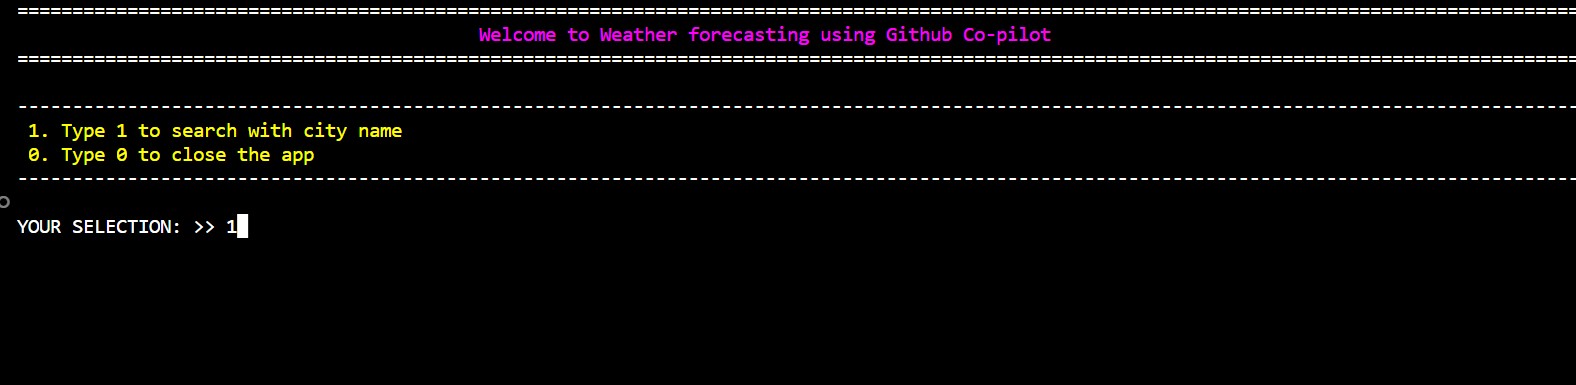 ==============================================================================================================================================
Welcome to Weather forecasting using Github Co-pilot
==============================================================================================================================================
----------------------------------------------------------------------------------------------------------------------------------------------
1. Type 1 to search with city name
0. Type 0 to close the app
----------------------------------------------------------------------------------------------------------------------------------------------
YOUR SELECTION: >> 1